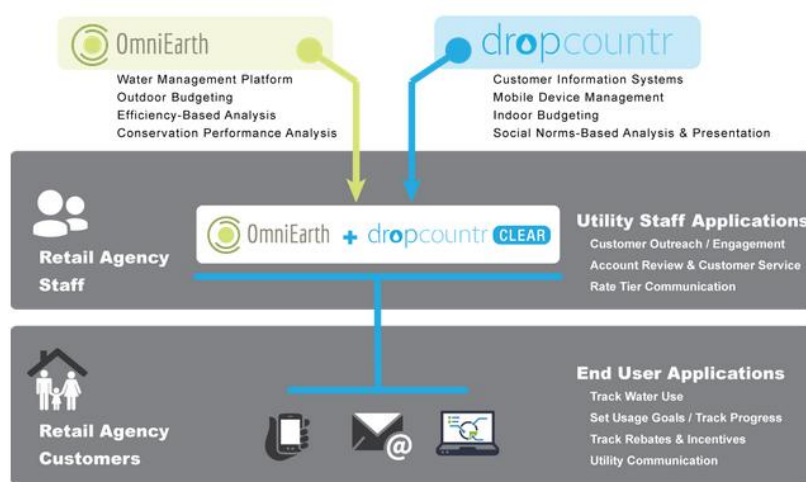 OmniEarth
Water Management Platform
Outdoor Budgeting
Efficiency-Based Analysis
Conservation Performance Analysis
dropcountr
Customer Information Systems
Mobile Device Management
Indoor Budgeting
Social Norms-Based Analysis & Presentation
Retail Agency
Staff
OmniEarth + dropcountr CLEAR
Utility Staff Applications
Customer Outreach / Engagement
Account Review & Customer Service
Rate Tier Communication
Retail Agency
Customers
@
End User Applications
Track Water Use
Set Usage Goals / Track Progress
Track Rebates & Incentives
Utility Communication